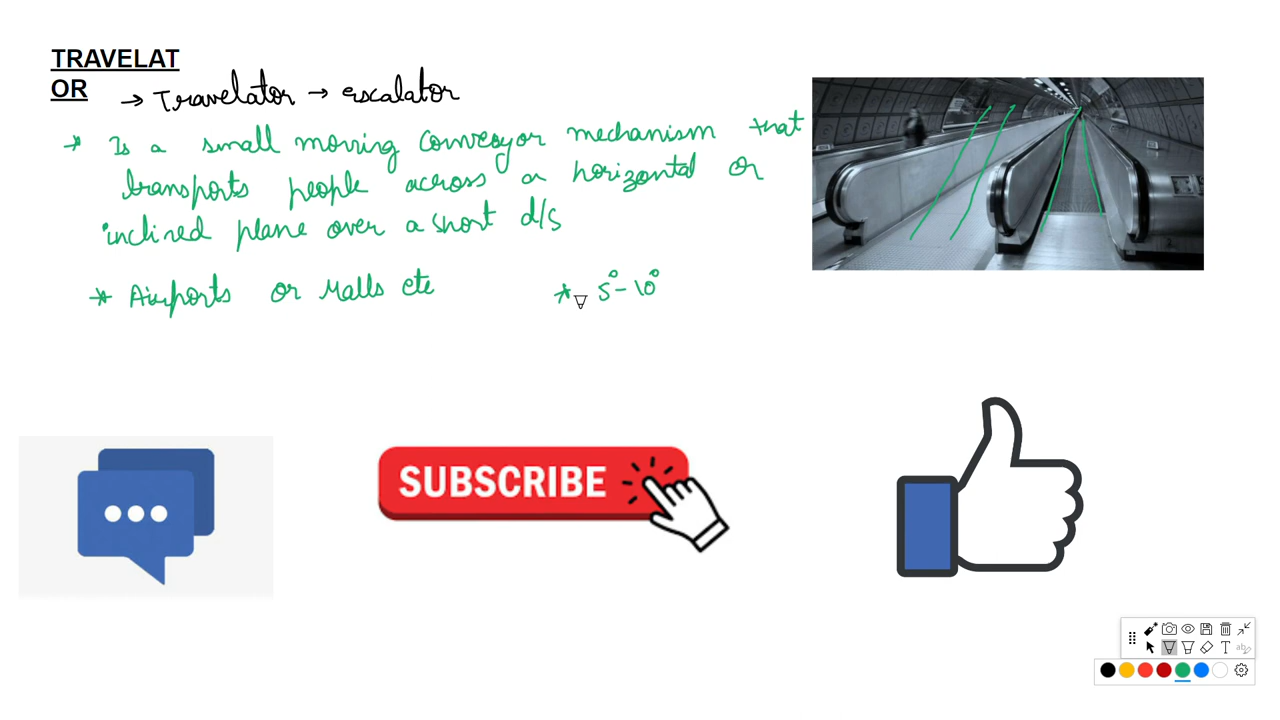 TRAVELAT
OR
→ Travelator → escalator
* Is a small moving conveyor mechanism that
transports people across a horizontal or
inclined plane over a short d/s
* Airports or Malls etc
* 5°-10°
SUBSCRIBE
T
ab